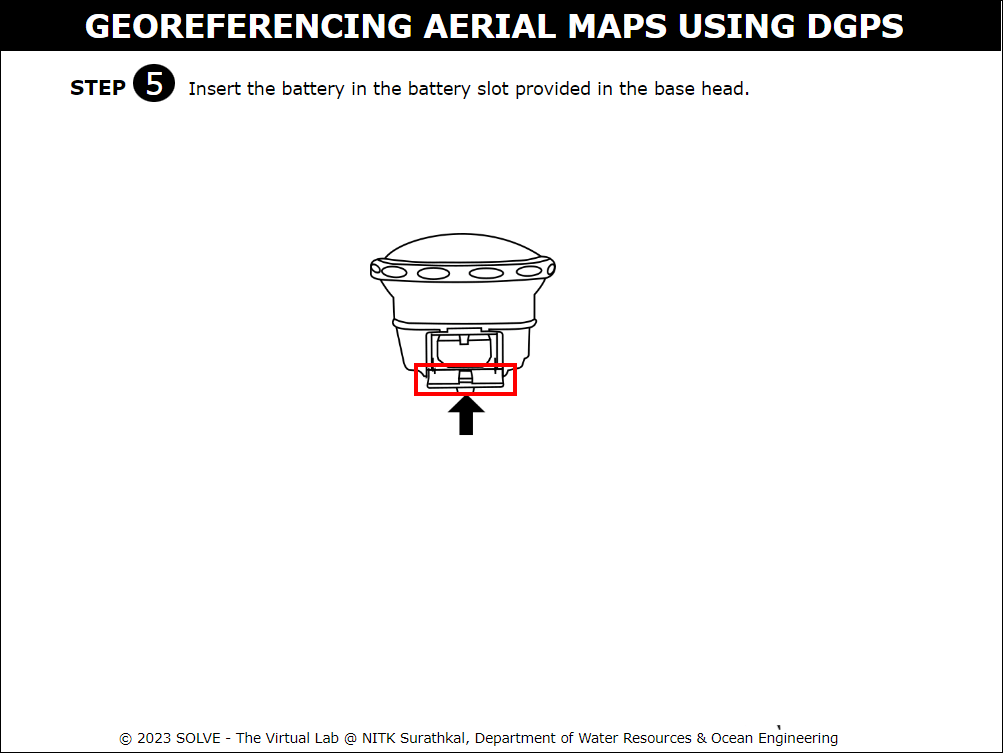 GEOREFERENCING AERIAL MAPS USING DGPS
STEP 5 Insert the battery in the battery slot provided in the base head.
© 2023 SOLVE - The Virtual Lab @ NITK Surathkal, Department of Water Resources & Ocean Engineering